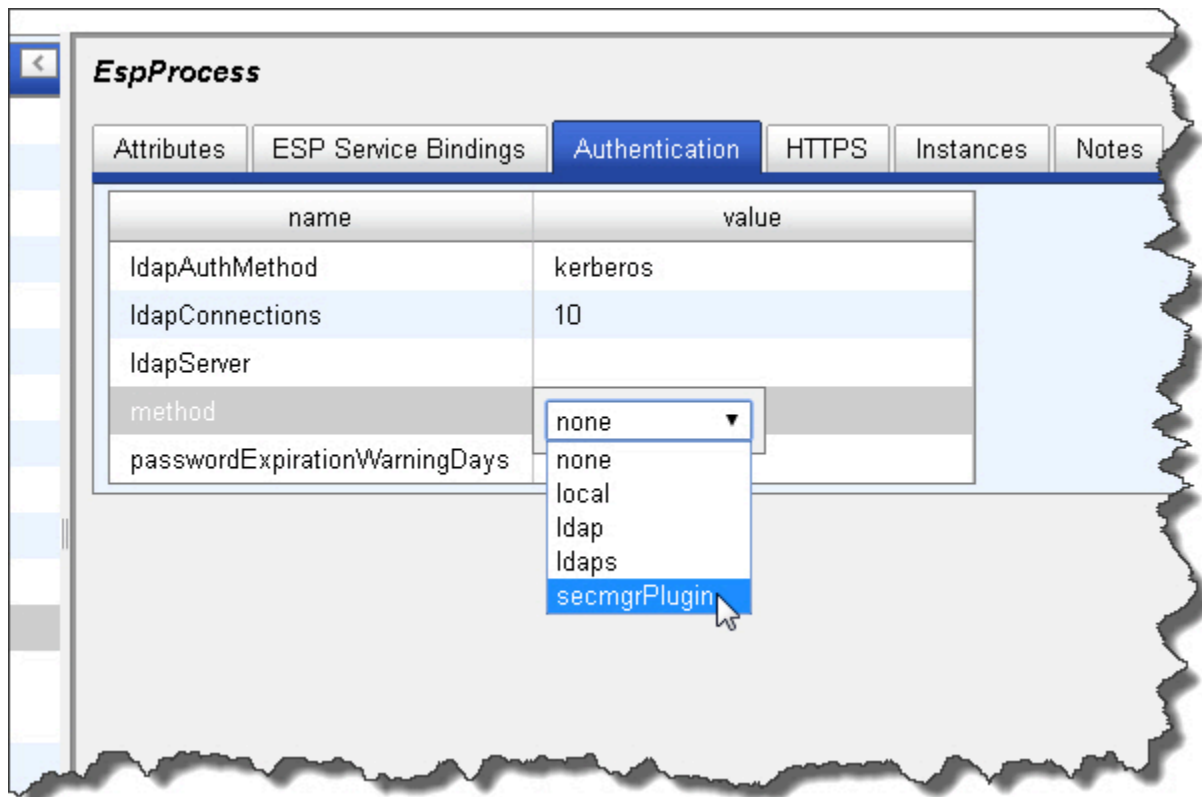 EspProcess
Attributes ESP Service Bindings Authentication HTTPS Instances Notes
name value
ldapAuthMethod kerberos
ldapConnections 10
ldapServer
method none
passwordExpirationWarningDays none
local
ldap
ldaps
secmgrPlugin